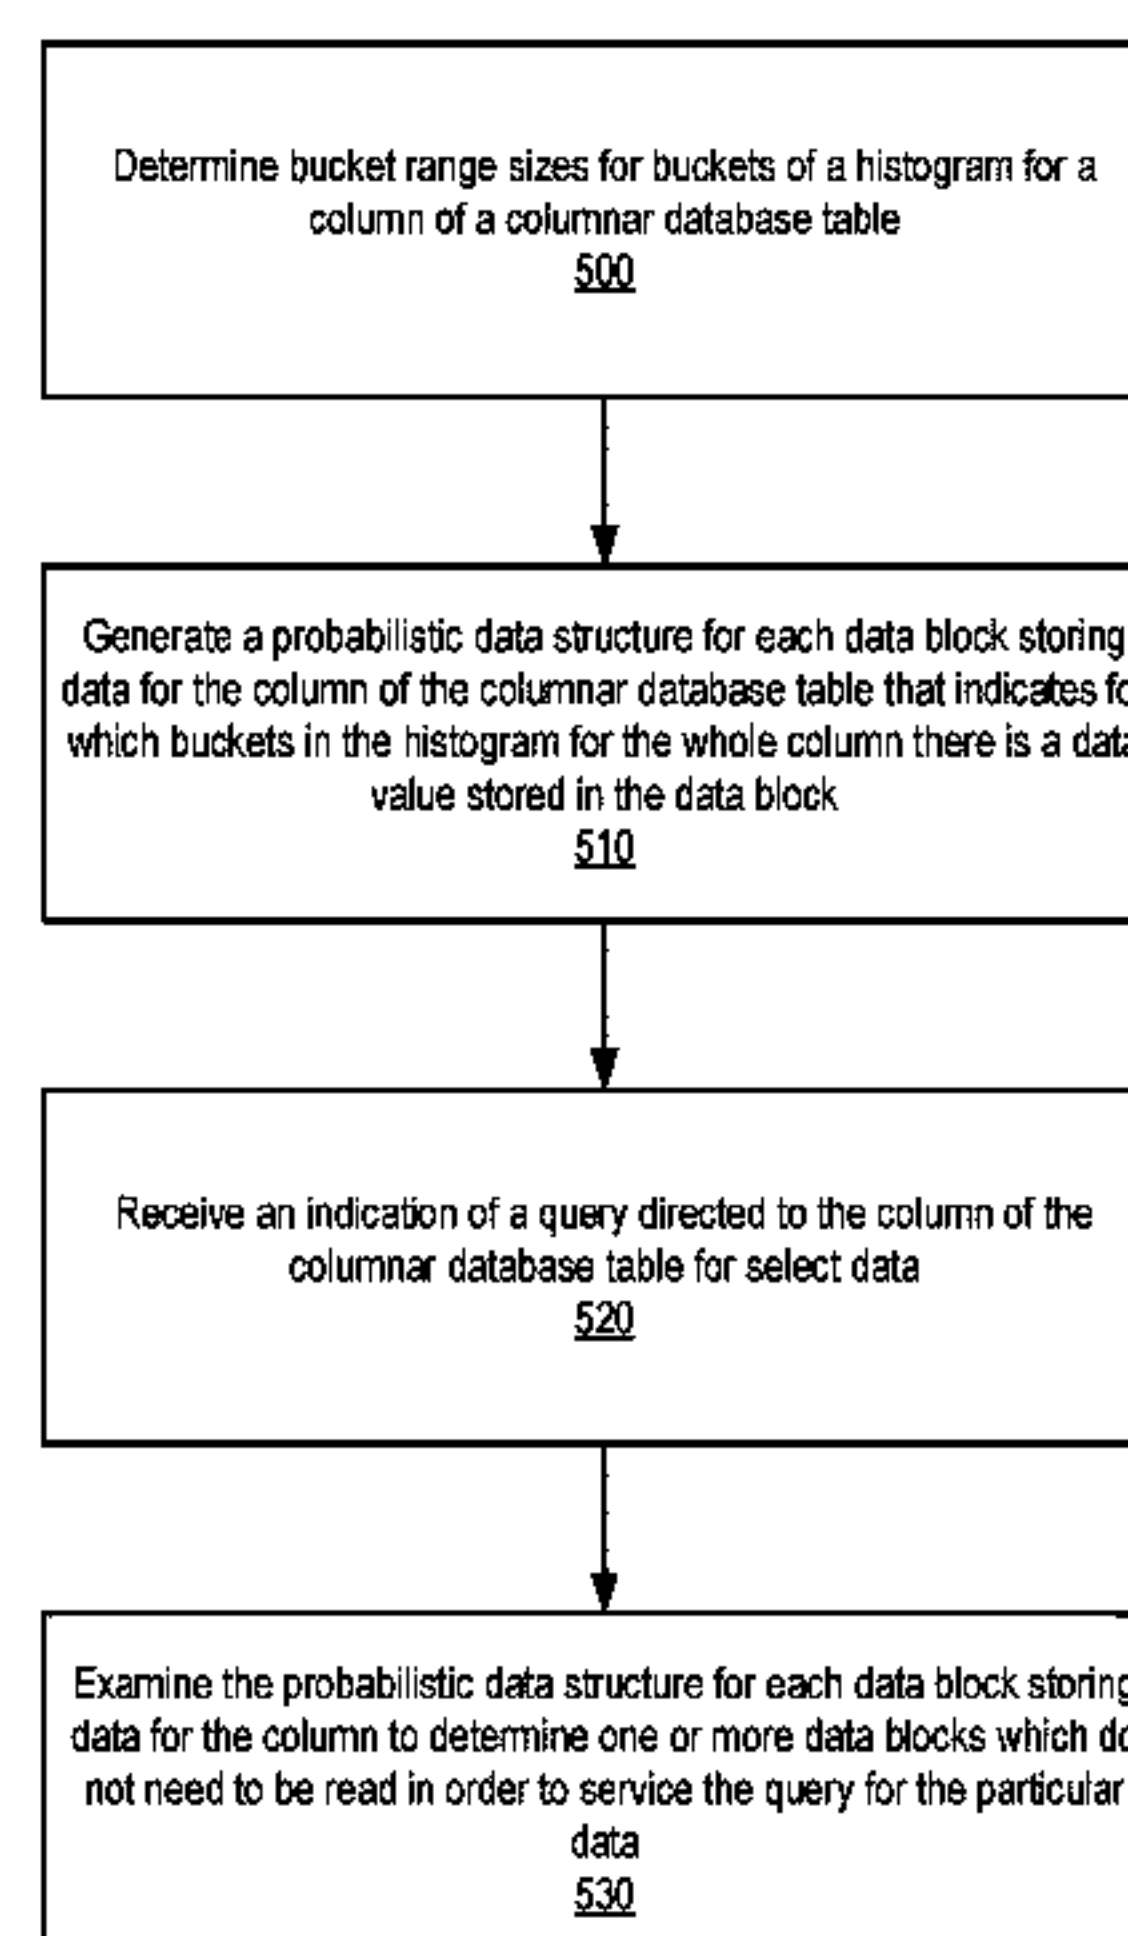 Determine bucket range sizes for buckets of a histogram for a
column of a columnar database table
500
Generate a probabilistic data structure for each data block storing
data for the column of the columnar database table that indicates fo
which buckets in the histogram for the whole column there is a data
value stored in the data block
510
Receive an indication of a query directed to the column of the
columnar database table for select data
520
Examine the probabilistic data structure for each data block storing
data for the column to determine one or more data blocks which do
not need to be read in order to service the query for the particular
data
530